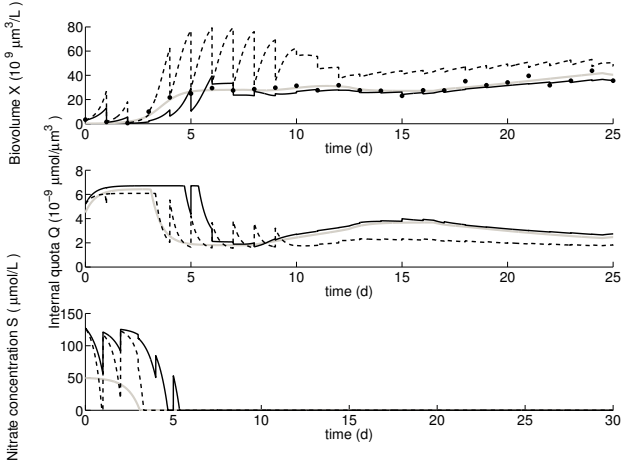 Biovolume X (10⁹ μm³/L )
80
60
40
20
0
0 5 10 15 20 25
time (d)
Internal quota Q (10⁻⁹ μmol/μm³ )
8
6
4
2
0
0 5 10 15 20 25
time (d)
Nitrate concentration S ( μmol/L )
150
100
50
0
0 5 10 15 20 25 30
time (d)